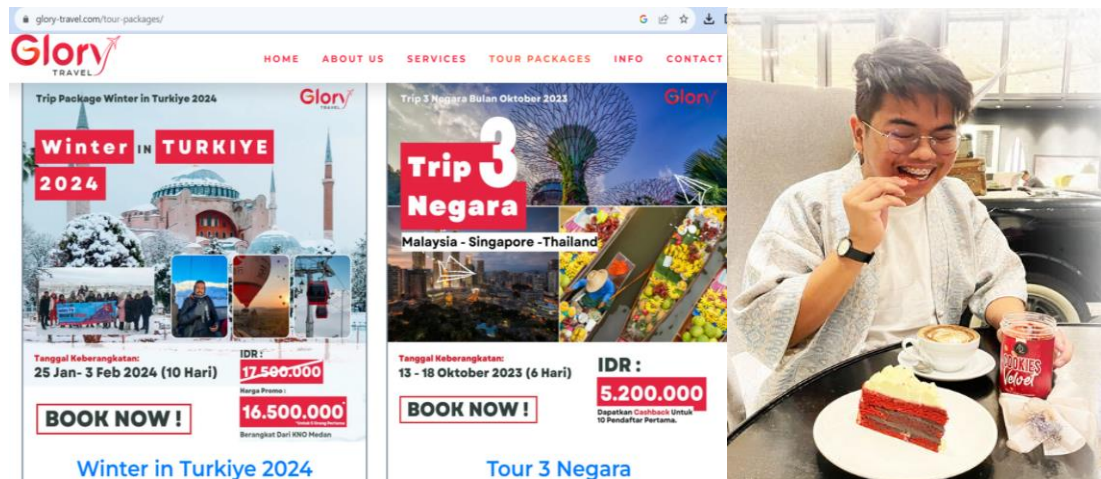 glory-travel.com/tour-packages/
Glory
TRAVEL
HOME ABOUT US SERVICES TOUR PACKAGES INFO CONTACT
Trip Package Winter in Turkiye 2024
Glory
TRAVEL
Winter IN TURKIYE
2024
Tanggal Keberangkatan:
25 Jan- 3 Feb 2024 (10 Hari)
IDR :
17.500.000
Harga Promo :
16.500.000*
*Untuk 5 Orang Pertama
Berangkat Dari KNO Medan
BOOK NOW !
Winter in Turkiye 2024
Trip 3 Negara Bulan Oktober 2023
Glory
Trip 3
Negara
Malaysia - Singapore -Thailand
Tanggal Keberangkatan:
13 - 18 Oktober 2023 (6 Hari)
IDR :
5.200.000
Dapatkan Cashback Untuk
10 Pendaftar Pertama.
BOOK NOW !
Tour 3 Negara
COOKIES
Velvet